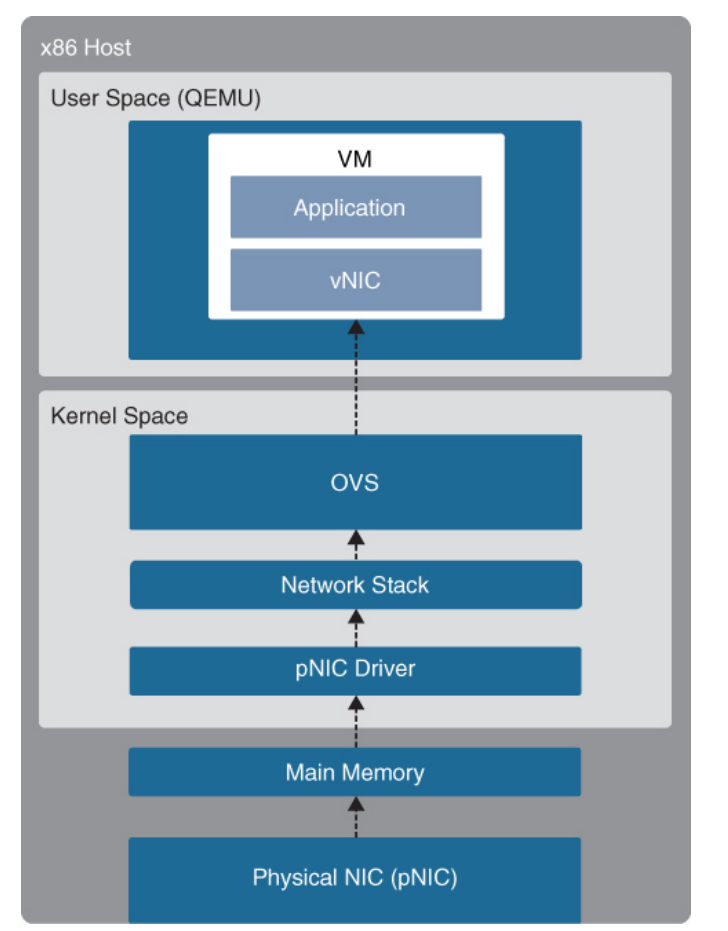 x86 Host
User Space (QEMU)
VM
Application
vNIC
Kernel Space
OVS
Network Stack
pNIC Driver
Main Memory
Physical NIC (pNIC)